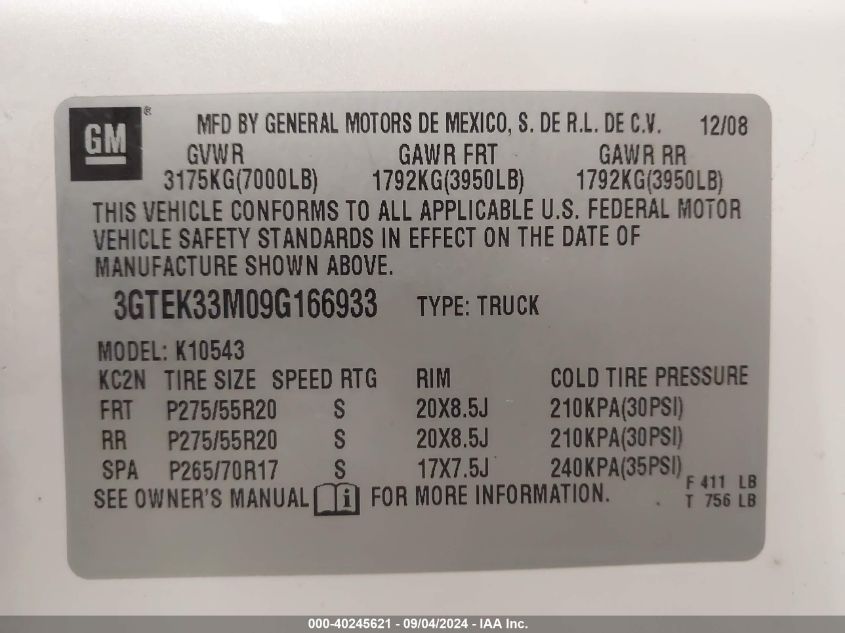 GM ® MFD BY GENERAL MOTORS DE MEXICO, S. DE R.L. DE C.V. 12/08
GVWR GAWR FRT GAWR RR
3175KG(7000LB) 1792KG(3950LB) 1792KG(3950LB)
THIS VEHICLE CONFORMS TO ALL APPLICABLE U.S. FEDERAL MOTOR
VEHICLE SAFETY STANDARDS IN EFFECT ON THE DATE OF
MANUFACTURE SHOWN ABOVE.
3GTEK33M09G166933 TYPE: TRUCK
MODEL: K10543
KC2N TIRE SIZE SPEED RTG RIM COLD TIRE PRESSURE
FRT P275/55R20 S 20X8.5J 210KPA(30PSI)
RR P275/55R20 S 20X8.5J 210KPA(30PSI)
SPA P265/70R17 S 17X7.5J 240KPA(35PSI)
F 411 LB
SEE OWNER'S MANUAL i FOR MORE INFORMATION. T 756 LB
000-40245621 - 09/04/2024 - IAA Inc.